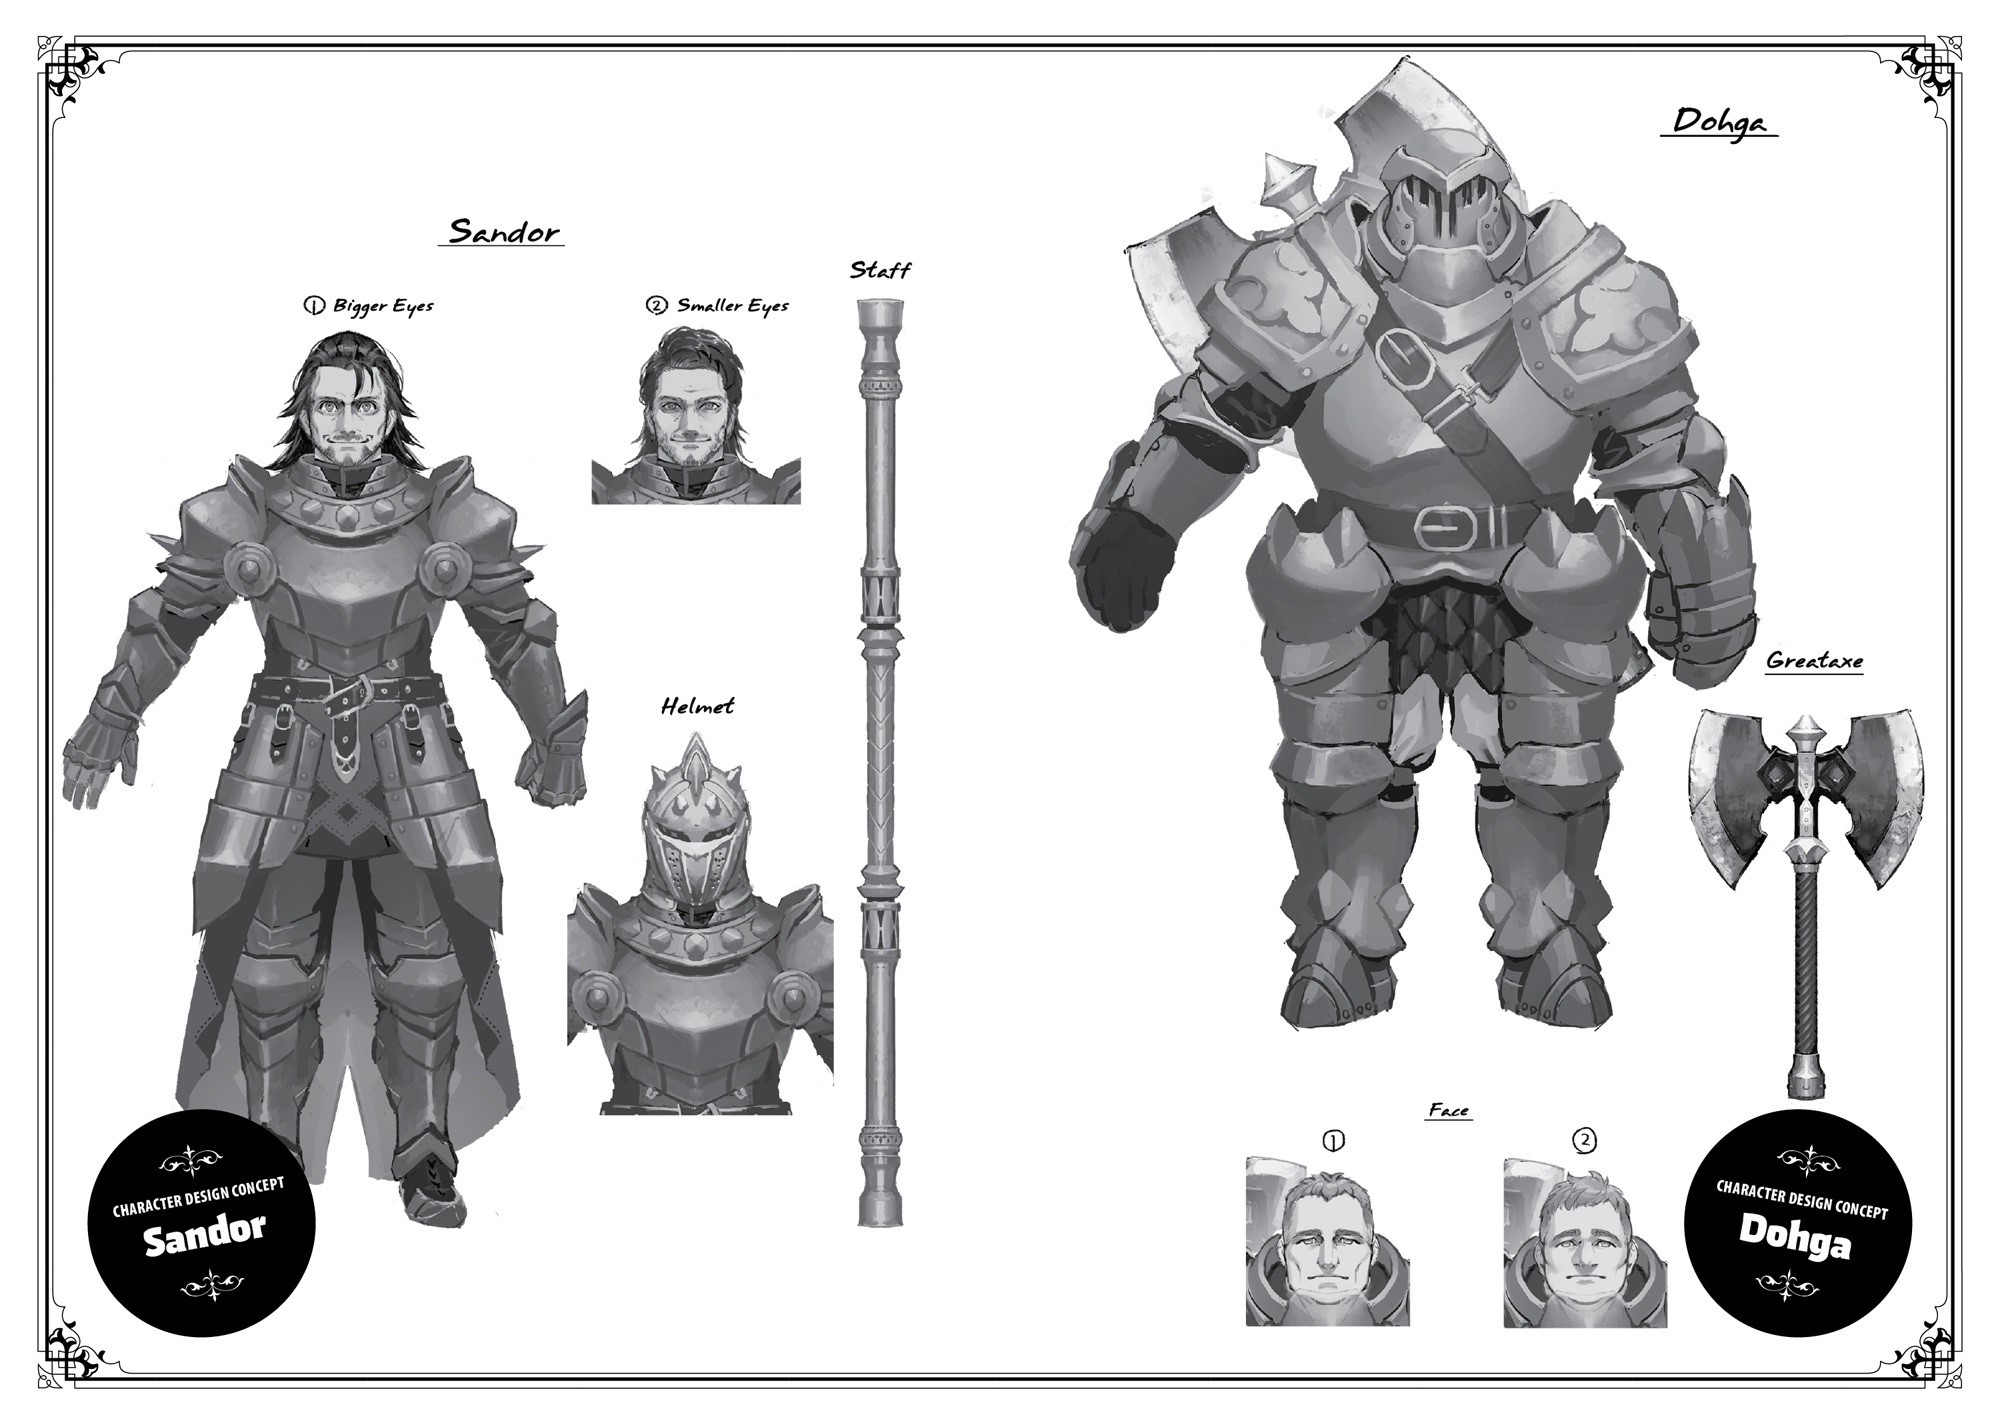 Sandor
① Bigger Eyes
② Smaller Eyes
Staff
Helmet
CHARACTER DESIGN CONCEPT
Sandor
Dohga
Greataxe
Face
①
②
CHARACTER DESIGN CONCEPT
Dohga